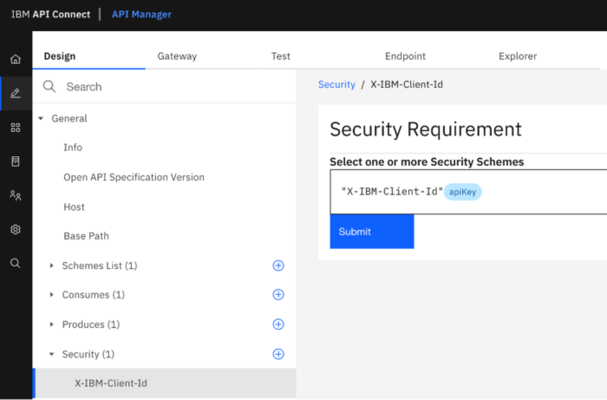 IBM API Connect | API Manager
Design Gateway Test Endpoint Explorer
Search
General
Info
Open API Specification Version
Host
Base Path
Schemes List (1)
Consumes (1)
Produces (1)
Security (1)
X-IBM-Client-Id
Security / X-IBM-Client-Id
Security Requirement
Select one or more Security Schemes
"X-IBM-Client-Id" apiKey
Submit